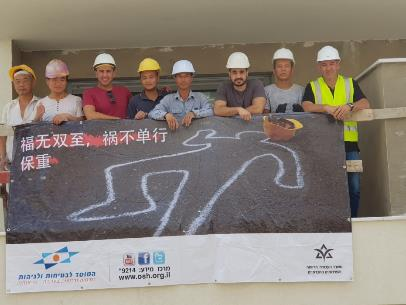 福无双至，祸不单行
保重
המוסד לבטיחות ולגיהות
*9214 מרכז מידע:
www.osh.org.il